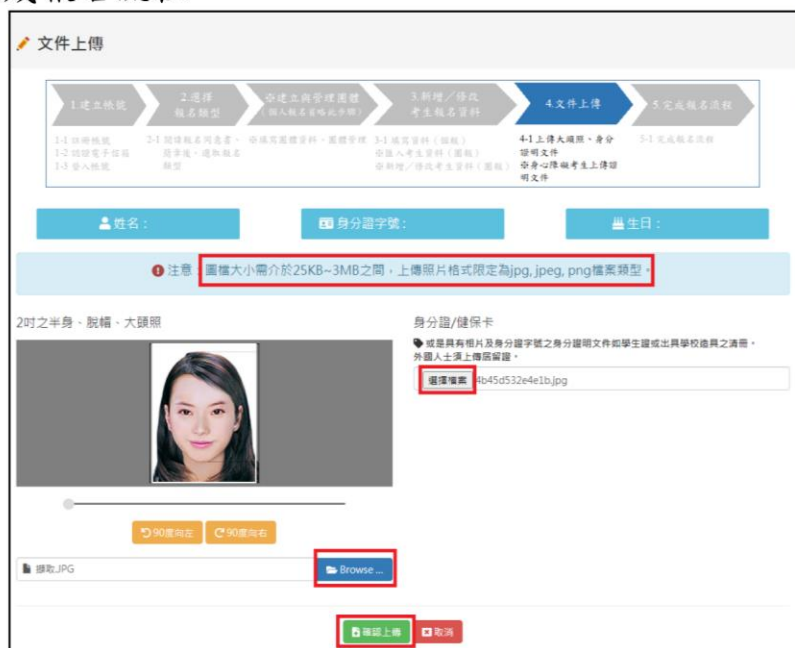 文件上傳
1.建立帳號
2.選擇
報名類型
※建立與管理團體
(個人報名省略此步驟)
3.新增/修改
考生報名資料
4.文件上傳
5.完成報名流程
1-1 註冊帳號
1-2 認證電子信箱
1-3 登入帳號
2-1 閱讀報名同意書、
簡章後,選取報名
類型
※填寫團體資料、團體管理
3-1 填寫資料(個報)
※匯入考生資料(團報)
※新增/修改考生資料(團報)
4-1 上傳大頭照、身分
證明文件
※身心障礙考生上傳證
明文件
5-1 完成報名流程
姓名:
身分證字號:
生日:
注意:圖檔大小需介於25KB~3MB之間,上傳照片格式限定為jpg, jpeg, png檔案類型。
2吋之半身、脫帽、大頭照
身分證/健保卡
或是具有相片及身分證字號之身分證明文件如學生證或出具學校造具之清冊。
外國人士須上傳居留證。
選擇檔案 4b45d532e4e1b.jpg
90度向左
90度向右
擷取.JPG
Browse ...
確認上傳
取消